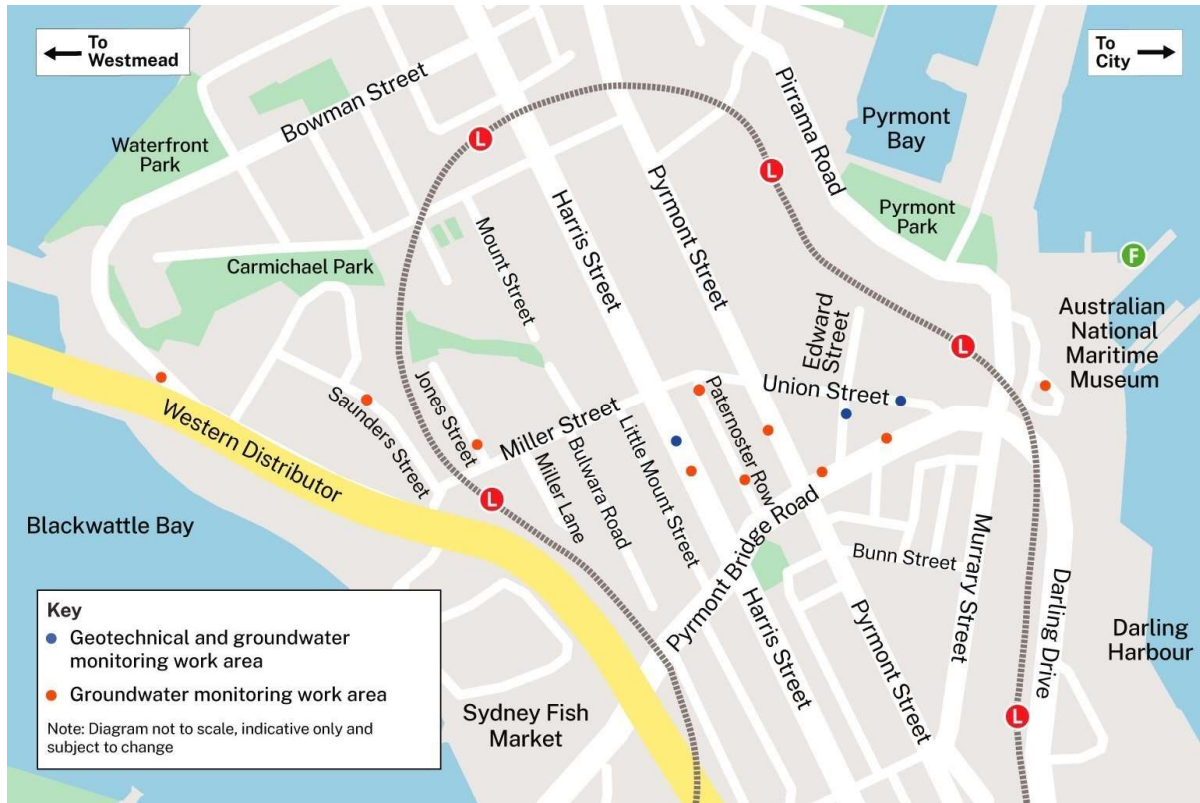 To
Westmead
To
City
Bowman Street
Waterfront
Park
Pirrama Road
Pyrmont
Bay
L
L
Harris Street
Pyrmont Street
Pyrmont
Park
Mount Street
Carmichael Park
F
Australian
National
Maritime
Museum
Edward
Street
L
Union Street
Jones Street
Saunders Street
Miller Street
Paternoster Row
Little Mount Street
Western Distributor
L
Miller Lane
Bulwara Road
Pyrmont Bridge Road
Blackwattle Bay
Bunn Street
Murrary Street
Darling Drive
Harris Street
Pyrmont Street
Darling
Harbour
L
Sydney Fish
Market
Key
Geotechnical and groundwater
monitoring work area
Groundwater monitoring work area
Note: Diagram not to scale, indicative only and
subject to change